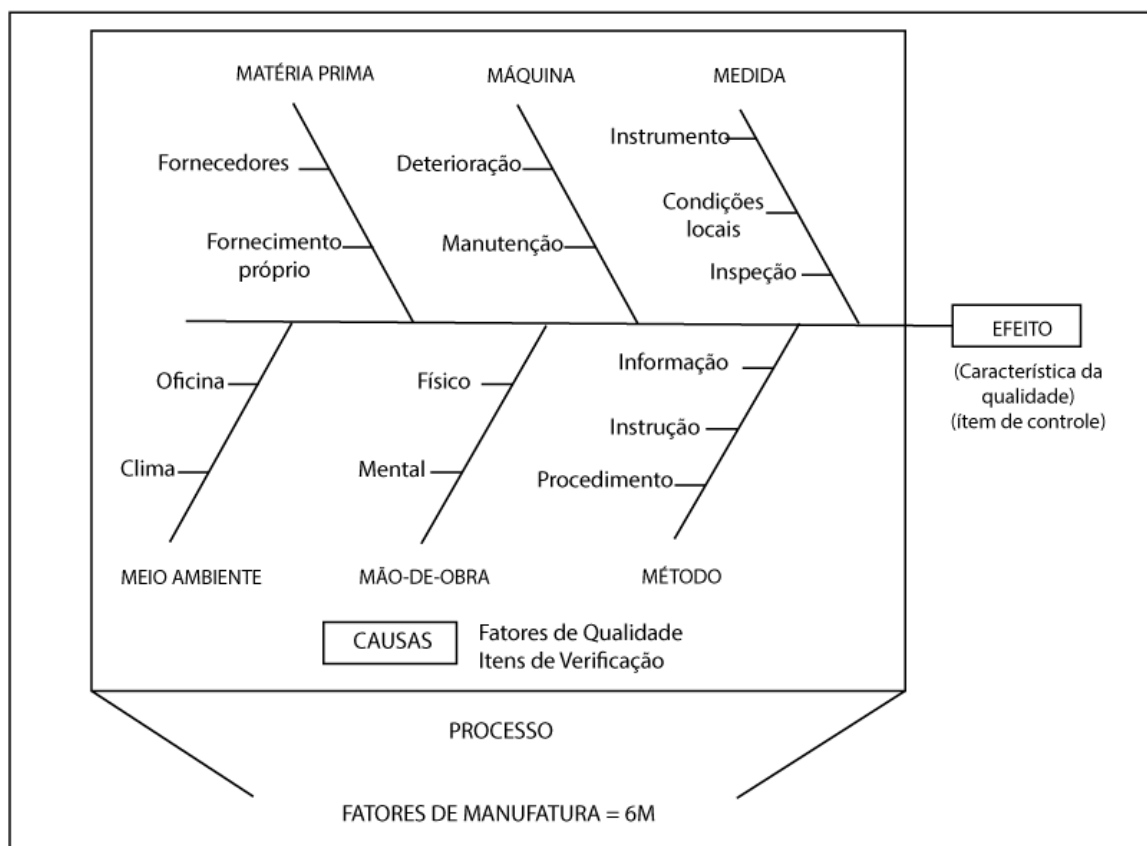 MATÉRIA PRIMA
MÁQUINA
MEDIDA
Fornecedores
Fornecimento
próprio
Deterioração
Manutenção
Instrumento
Condições
locais
Inspeção
EFEITO
(Característica da
qualidade)
(ítem de controle)
Oficina
Clima
Físico
Mental
Informação
Instrução
Procedimento
MEIO AMBIENTE
MÃO-DE-OBRA
MÉTODO
CAUSAS
Fatores de Qualidade
Itens de Verificação
PROCESSO
FATORES DE MANUFATURA = 6M